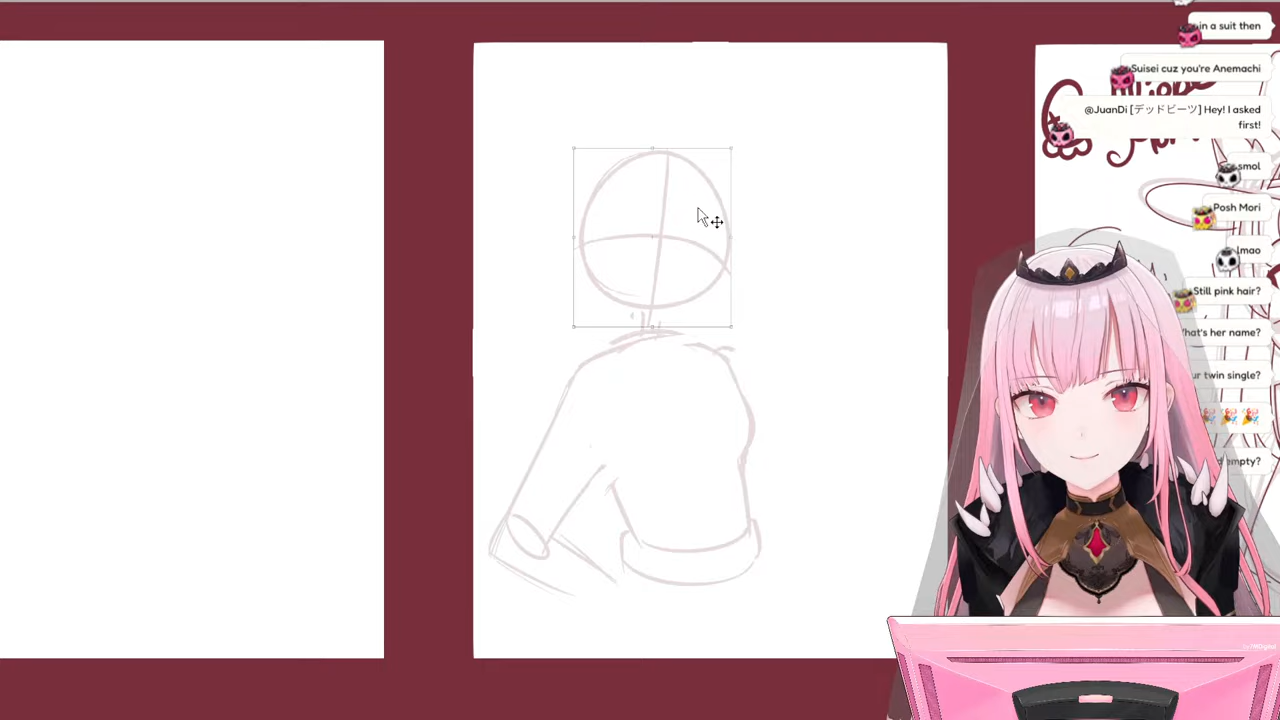 in a suit then
Suisei cuz you're Anemachi
@JuanDi [デッドビーツ] Hey! I asked
first!
smol
Posh Mori
lmao
Still pink hair?
What's her name?
ur twin single?
empty?